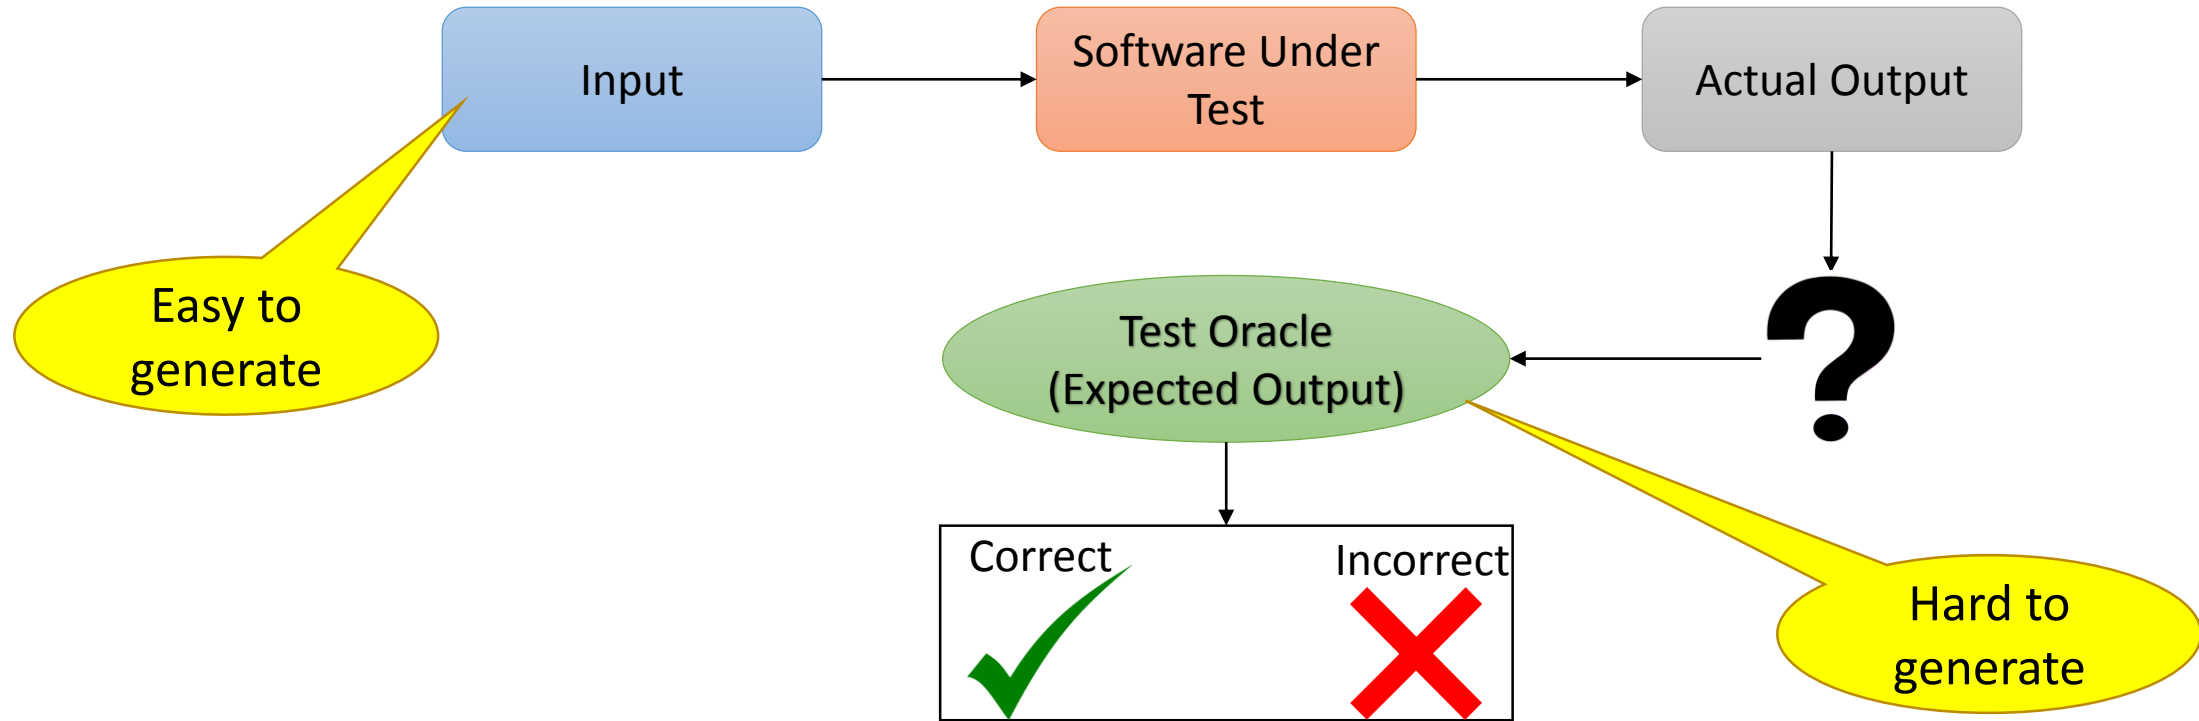 Input
Software Under
Test
Actual Output
Easy to
generate
Test Oracle
(Expected Output)
?
Correct
Incorrect
Hard to
generate